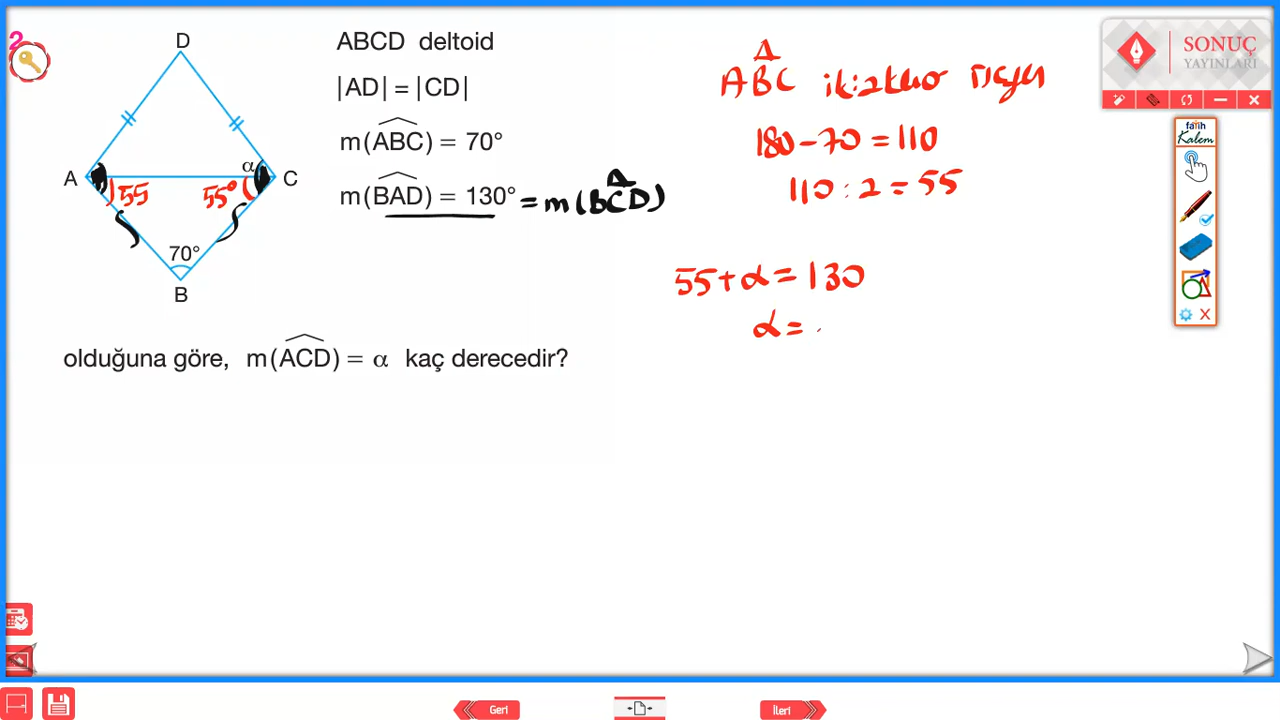 2
D
A
C
α
55
55°
70°
B
ABCD deltoid
|AD| = |CD|
m(ABC) = 70°
m(BAD) = 130° = m(BCD)
olduğuna göre, m(ACD) = α kaç derecedir?
ABC ikizkenar üçgen
180 - 70 = 110
110 : 2 = 55
55 + α = 130
α =
SONUÇ
YAYINLARI
fatih
Kalem
Geri
İleri